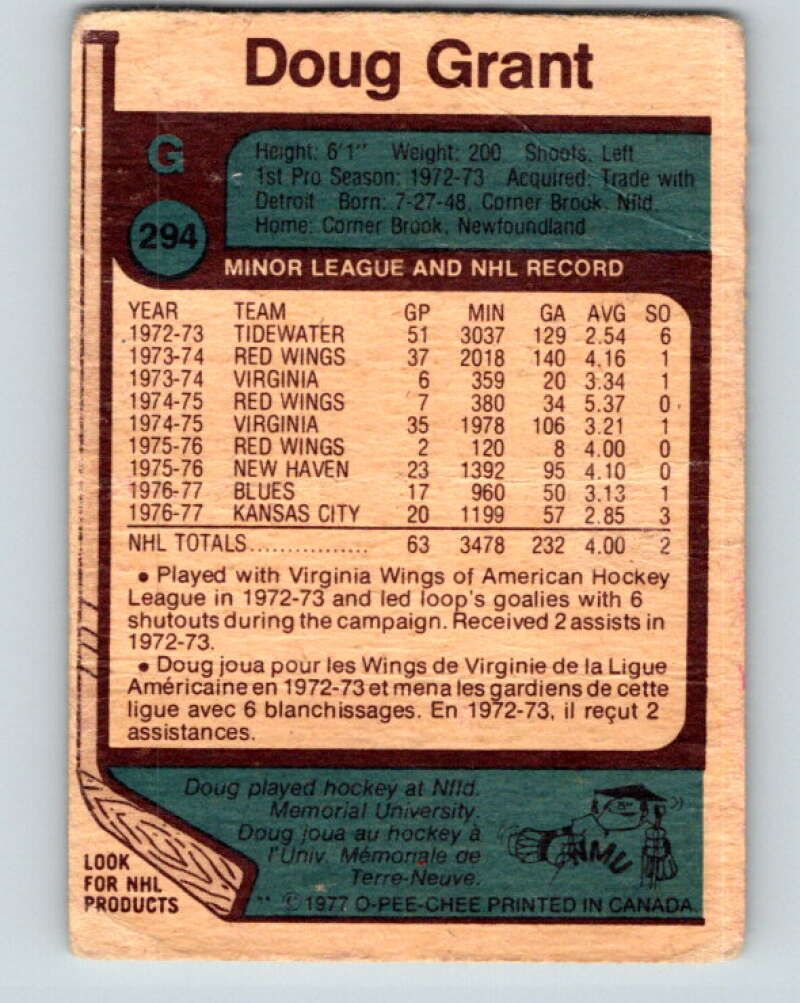 Doug Grant
G
294
Height: 6'1" Weight: 200 Shoots: Left
1st Pro Season: 1972-73 Acquired: Trade with
Detroit Born: 7-27-48, Corner Brook, Nfld.
Home: Corner Brook, Newfoundland
MINOR LEAGUE AND NHL RECORD
YEAR TEAM GP MIN GA AVG SO
1972-73 TIDEWATER 51 3037 129 2.54 6
1973-74 RED WINGS 37 2018 140 4.16 1
1973-74 VIRGINIA 6 359 20 3.34 1
1974-75 RED WINGS 7 380 34 5.37 0
1974-75 VIRGINIA 35 1978 106 3.21 1
1975-76 RED WINGS 2 120 8 4.00 0
1975-76 NEW HAVEN 23 1392 95 4.10 0
1976-77 BLUES 17 960 50 3.13 1
1976-77 KANSAS CITY 20 1199 57 2.85 3
NHL TOTALS................ 63 3478 232 4.00 2
• Played with Virginia Wings of American Hockey
League in 1972-73 and led loop's goalies with 6
shutouts during the campaign. Received 2 assists in
1972-73.
• Doug joua pour les Wings de Virginie de la Ligue
Américaine en 1972-73 et mena les gardiens de cette
ligue avec 6 blanchissages. En 1972-73, il reçut 2
assistances.
Doug played hockey at Nfld.
Memorial University.
Doug joua au hockey à
l'Univ. Mémoriale de
Terre-Neuve.
NMU
LOOK
FOR NHL
PRODUCTS
© 1977 O-PEE-CHEE PRINTED IN CANADA.